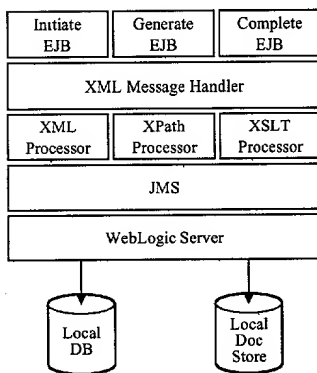 Initiate
EJB
Generate
EJB
Complete
EJB
XML Message Handler
XML
Processor
XPath
Processor
XSLT
Processor
JMS
WebLogic Server
Local
DB
Local
Doc
Store